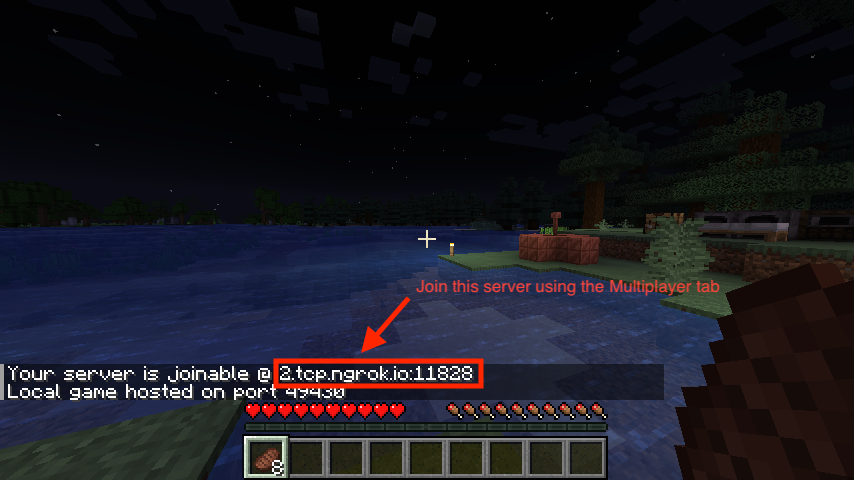 Join this server using the Multiplayer tab
Your server is joinable @ 2.tcp.ngrok.io:11828
Local game hosted on port 49430
8